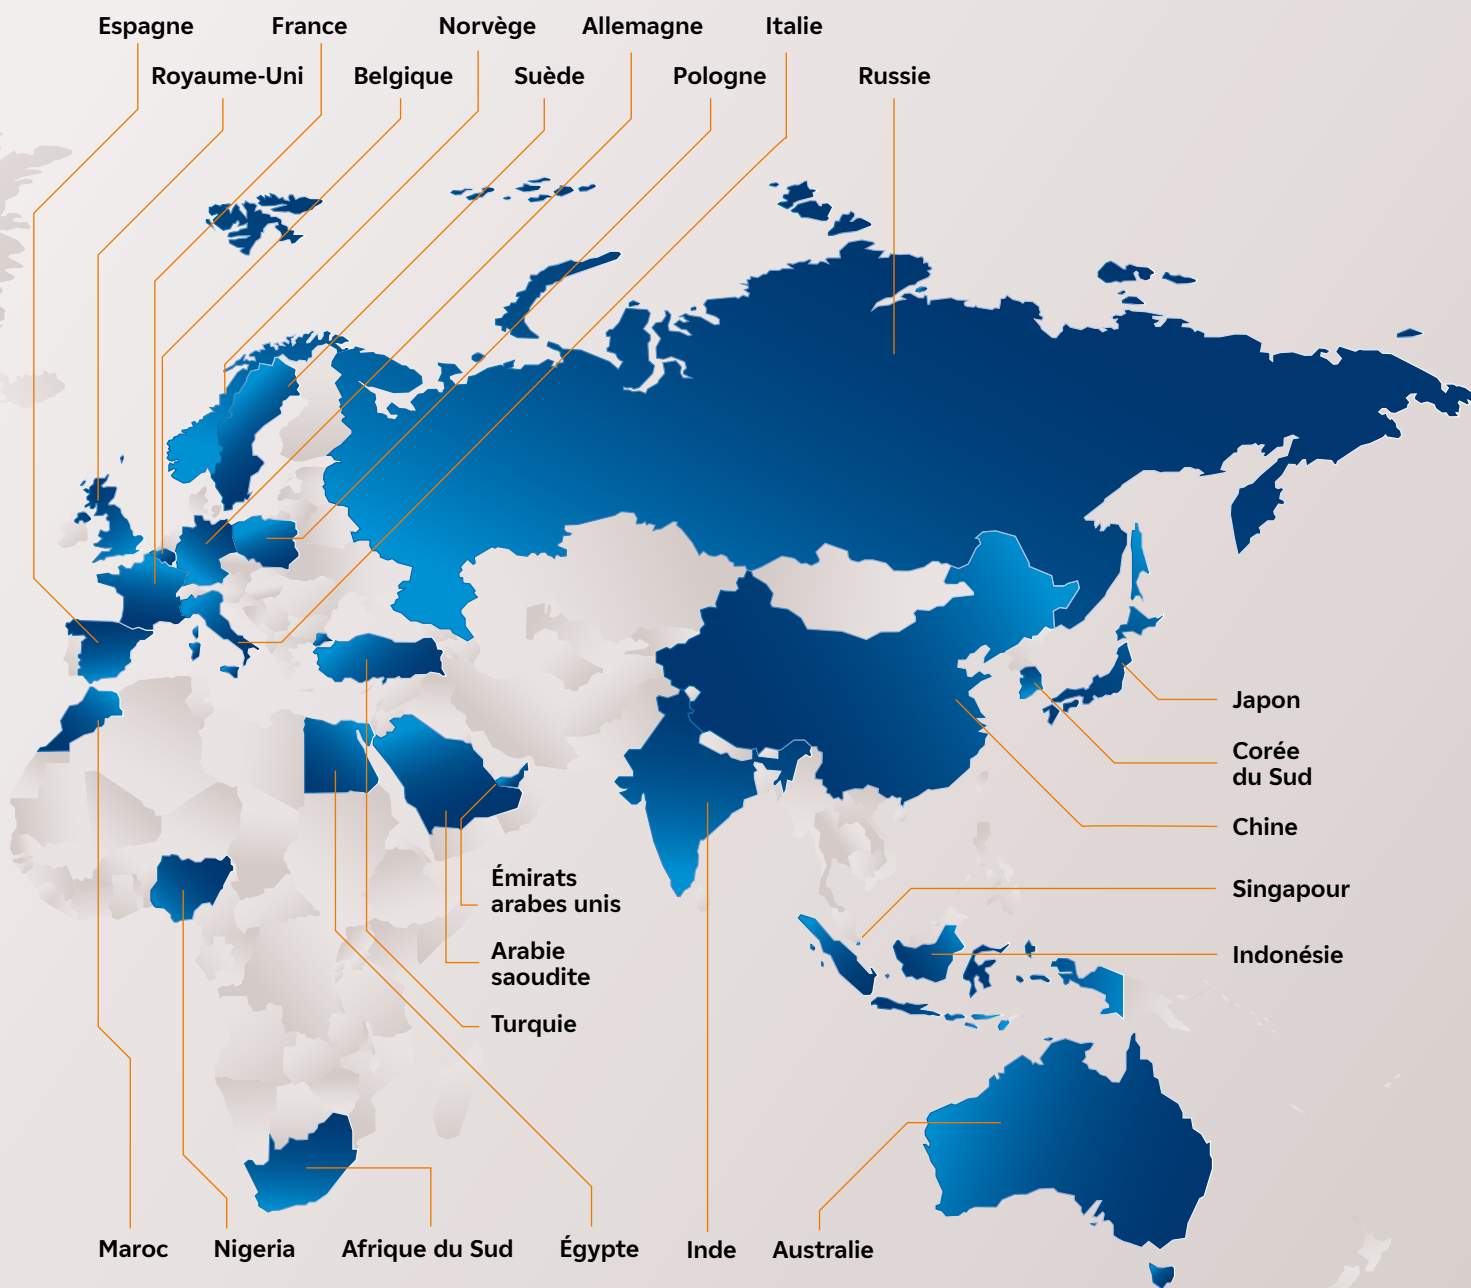 Espagne
France
Norvège
Allemagne
Italie
Royaume-Uni
Belgique
Suède
Pologne
Russie
Japon
Corée
du Sud
Chine
Émirats
arabes unis
Singapour
Arabie
saoudite
Indonésie
Turquie
Maroc
Nigeria
Afrique du Sud
Égypte
Inde
Australie